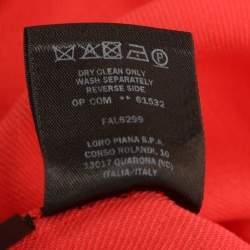 P
DRY CLEAN ONLY
WASH SEPARATELY
REVERSE SIDE
OP COM ** 61532
FAL6299
LORO PIANA S.P.A.
CORSO ROLANDI, 10
13017 QUARONA (VC)
ITALIA/ITALY